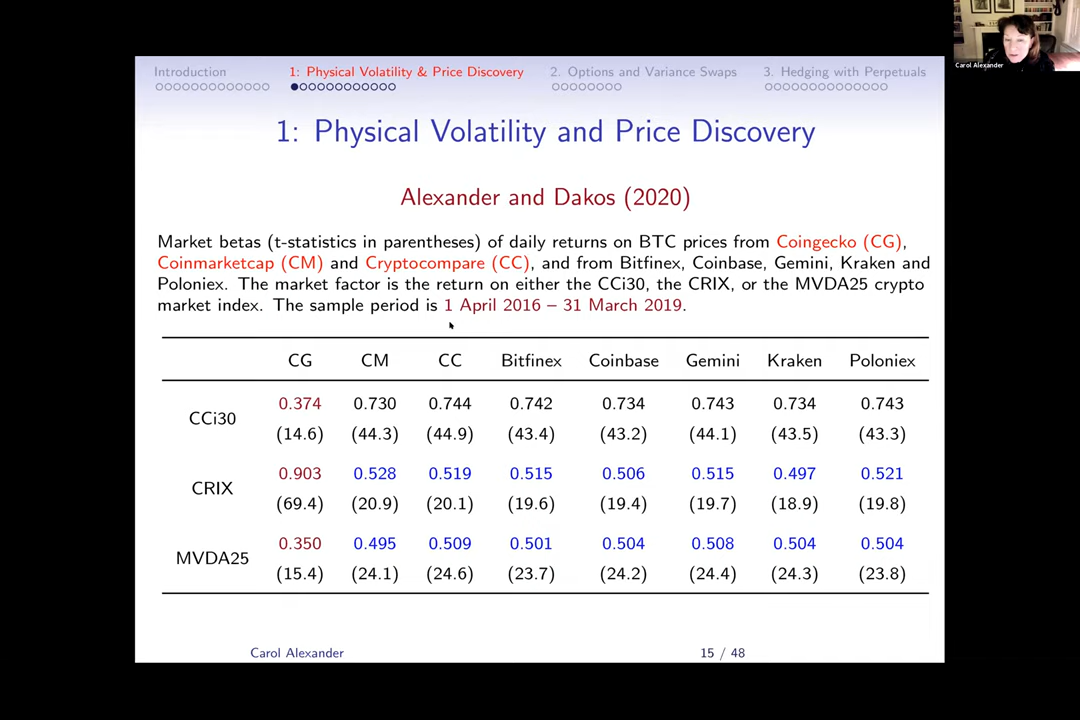 Carol Alexander
Introduction 1: Physical Volatility & Price Discovery 2. Options and Variance Swaps 3. Hedging with Perpetuals
1: Physical Volatility and Price Discovery
Alexander and Dakos (2020)
Market betas (t-statistics in parentheses) of daily returns on BTC prices from Coingecko (CG),
Coinmarketcap (CM) and Cryptocompare (CC), and from Bitfinex, Coinbase, Gemini, Kraken and
Poloniex. The market factor is the return on either the CCi30, the CRIX, or the MVDA25 crypto
market index. The sample period is 1 April 2016 – 31 March 2019.
CG CM CC Bitfinex Coinbase Gemini Kraken Poloniex
CCi30 0.374 0.730 0.744 0.742 0.734 0.743 0.734 0.743
(14.6) (44.3) (44.9) (43.4) (43.2) (44.1) (43.5) (43.3)
CRIX 0.903 0.528 0.519 0.515 0.506 0.515 0.497 0.521
(69.4) (20.9) (20.1) (19.6) (19.4) (19.7) (18.9) (19.8)
MVDA25 0.350 0.495 0.509 0.501 0.504 0.508 0.504 0.504
(15.4) (24.1) (24.6) (23.7) (24.2) (24.4) (24.3) (23.8)
Carol Alexander 15 / 48